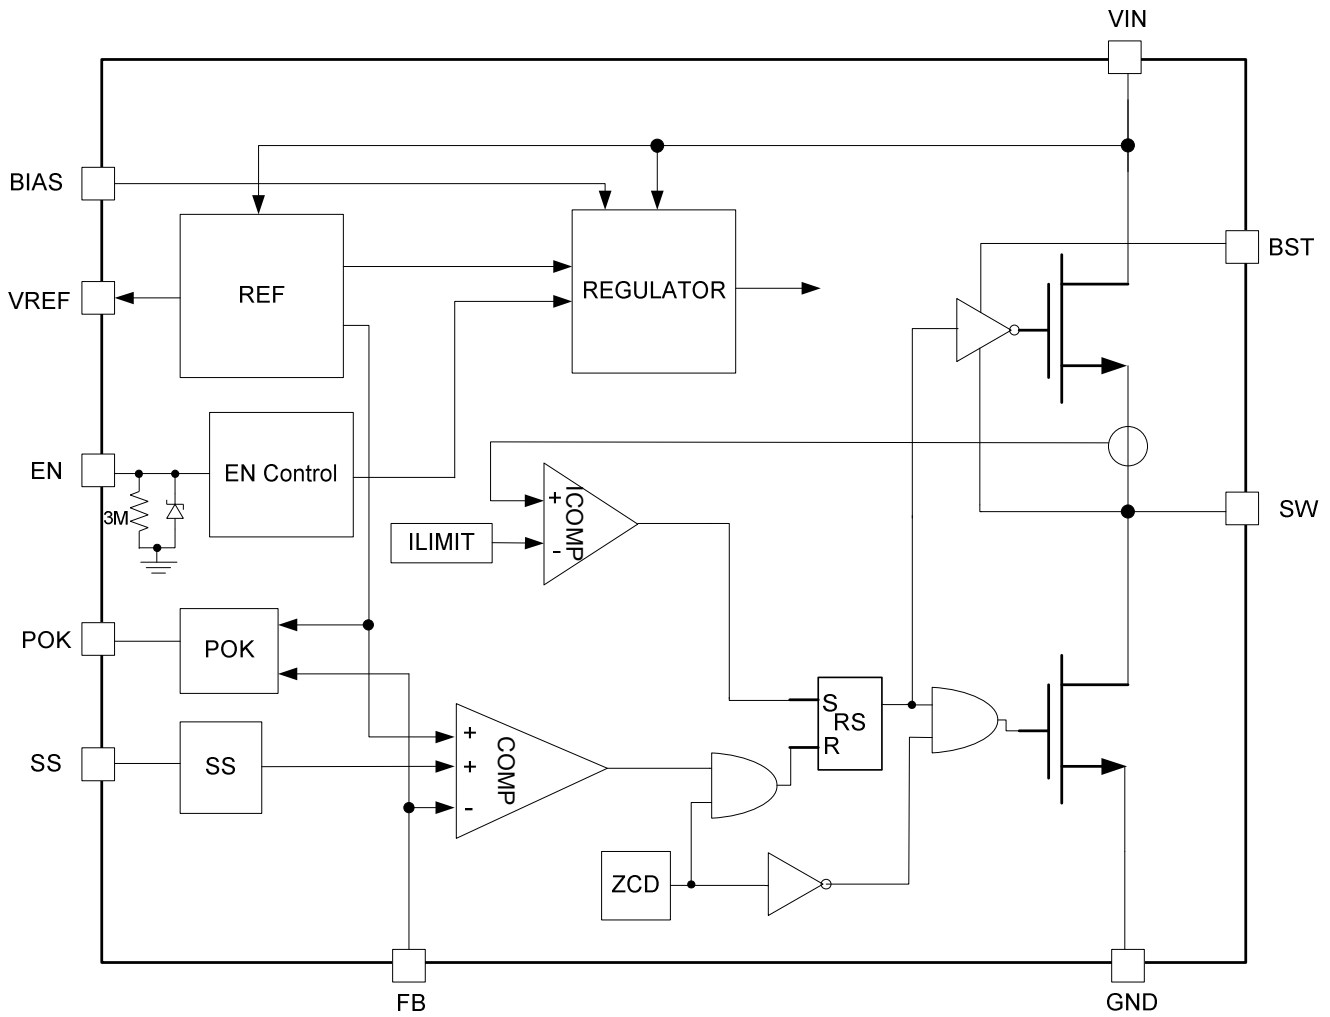 VIN
BIAS
BST
VREF
REF
REGULATOR
EN
EN Control
3M
ILIMIT
+
-
ICOMP
SW
POK
POK
SS
SS
+
+
-
COMP
S
RS
R
ZCD
FB
GND